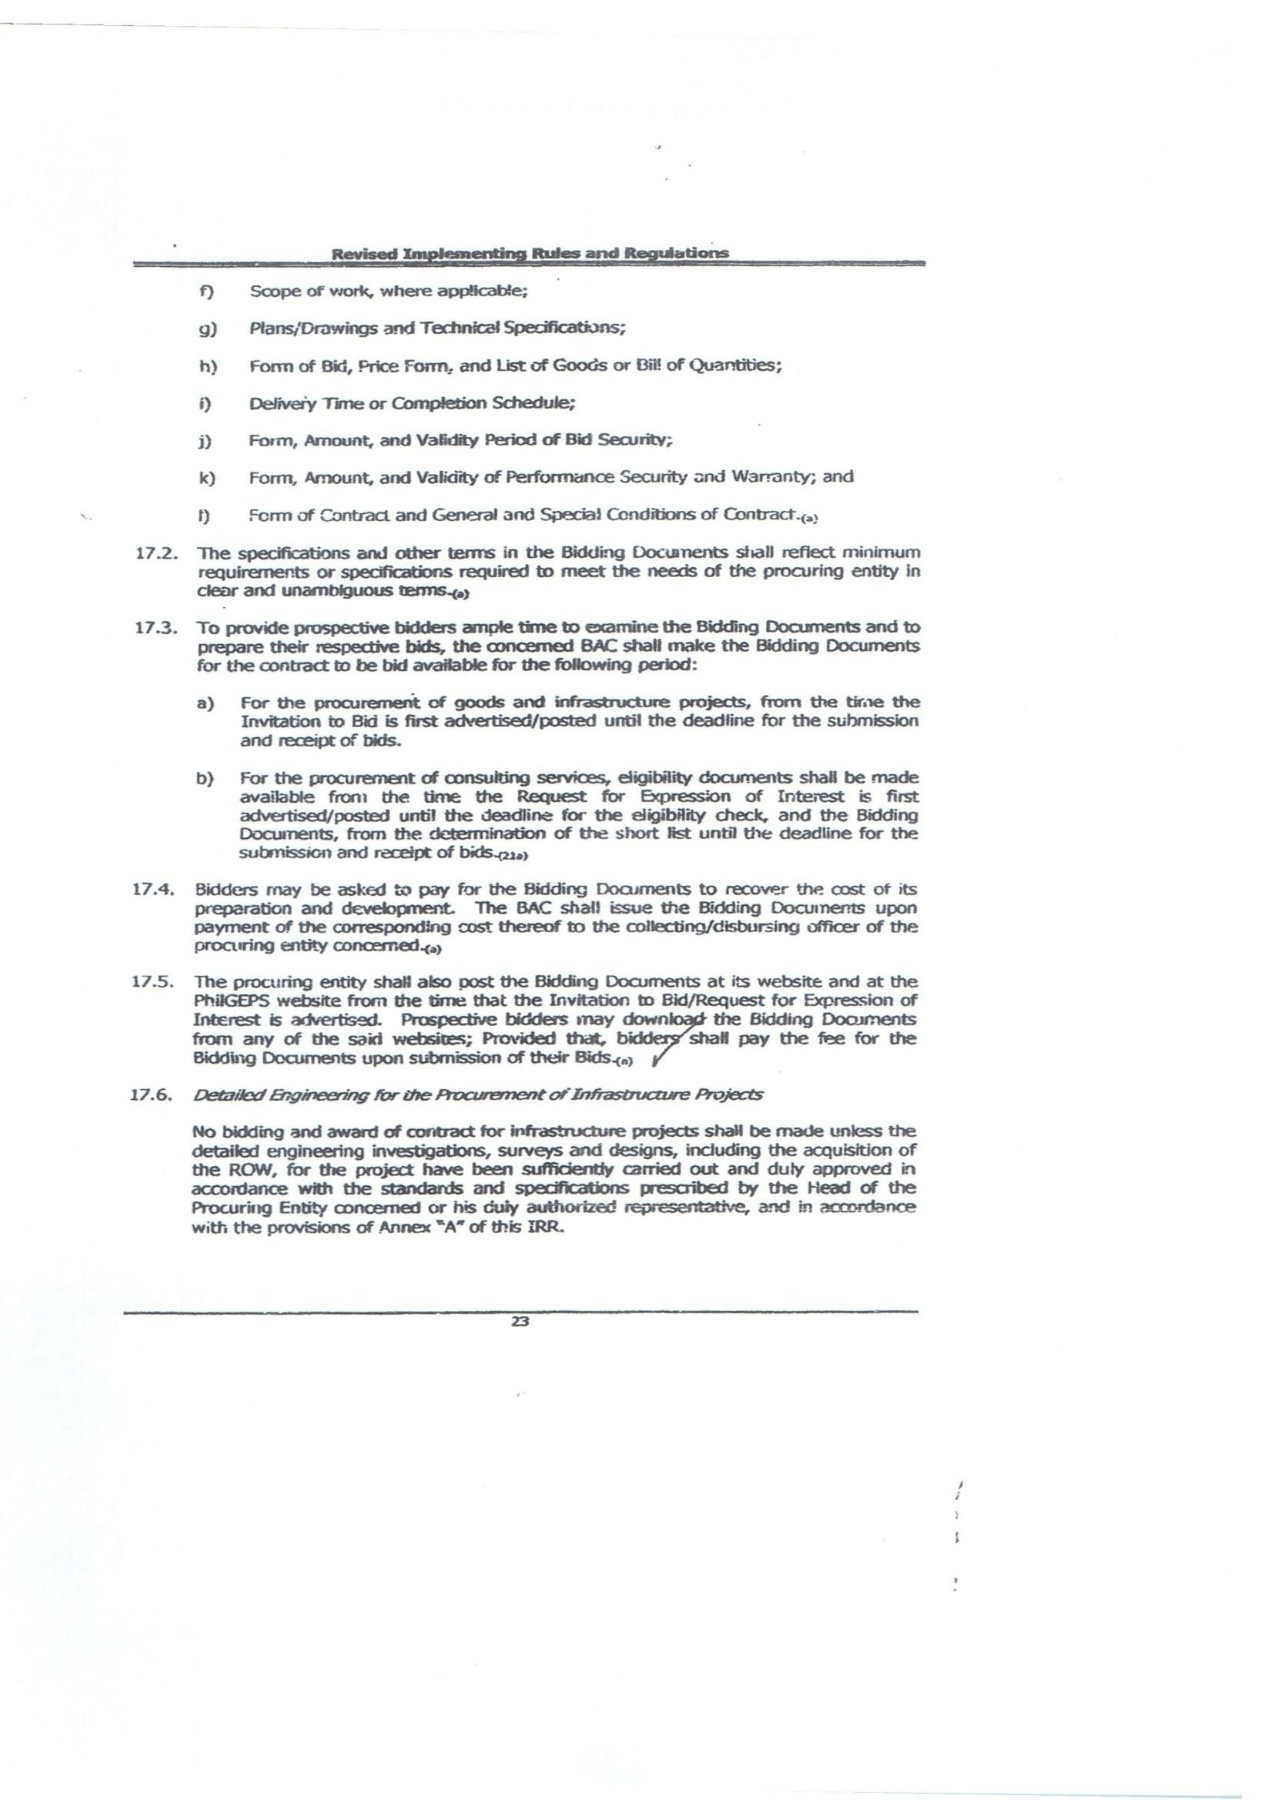 Revised Implementing Rules and Regulations
f) Scope of work, where applicable;
g) Plans/Drawings and Technical Specifications;
h) Form of Bid, Price Form, and List of Goods or Bill of Quantities;
i) Delivery Time or Completion Schedule;
j) Form, Amount, and Validity Period of Bid Security;
k) Form, Amount, and Validity of Performance Security and Warranty; and
l) Form of Contract and General and Special Conditions of Contract.(a)
17.2. The specifications and other terms in the Bidding Documents shall reflect minimum
requirements or specifications required to meet the needs of the procuring entity in
clear and unambiguous terms.(a)
17.3. To provide prospective bidders ample time to examine the Bidding Documents and to
prepare their respective bids, the concerned BAC shall make the Bidding Documents
for the contract to be bid available for the following period:
a) For the procurement of goods and infrastructure projects, from the time the
Invitation to Bid is first advertised/posted until the deadline for the submission
and receipt of bids.
b) For the procurement of consulting services, eligibility documents shall be made
available from the time the Request for Expression of Interest is first
advertised/posted until the deadline for the eligibility check, and the Bidding
Documents, from the determination of the short list until the deadline for the
submission and receipt of bids.(21a)
17.4. Bidders may be asked to pay for the Bidding Documents to recover the cost of its
preparation and development. The BAC shall issue the Bidding Documents upon
payment of the corresponding cost thereof to the collecting/disbursing officer of the
procuring entity concerned.(a)
17.5. The procuring entity shall also post the Bidding Documents at its website and at the
PhilGEPS website from the time that the Invitation to Bid/Request for Expression of
Interest is advertised. Prospective bidders may download the Bidding Documents
from any of the said websites; Provided that, bidders shall pay the fee for the
Bidding Documents upon submission of their Bids.(n)
17.6. Detailed Engineering for the Procurement of Infrastructure Projects
No bidding and award of contract for infrastructure projects shall be made unless the
detailed engineering investigations, surveys and designs, including the acquisition of
the ROW, for the project have been sufficiently carried out and duly approved in
accordance with the standards and specifications prescribed by the Head of the
Procuring Entity concerned or his duly authorized representative, and in accordance
with the provisions of Annex "A" of this IRR.
23